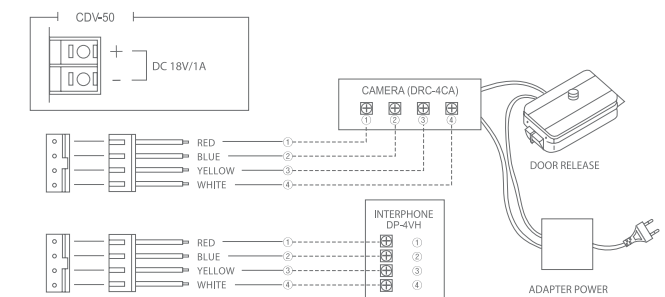 CDV-50
+
DC 18V/1A
−
CAMERA (DRC-4CA)
① ② ③ ④
RED ①
BLUE ②
YELLOW ③
WHITE ④
DOOR RELEASE
INTERPHONE
DP-4VH
RED ① ①
BLUE ② ②
YELLOW ③ ③
WHITE ④ ④
ADAPTER POWER